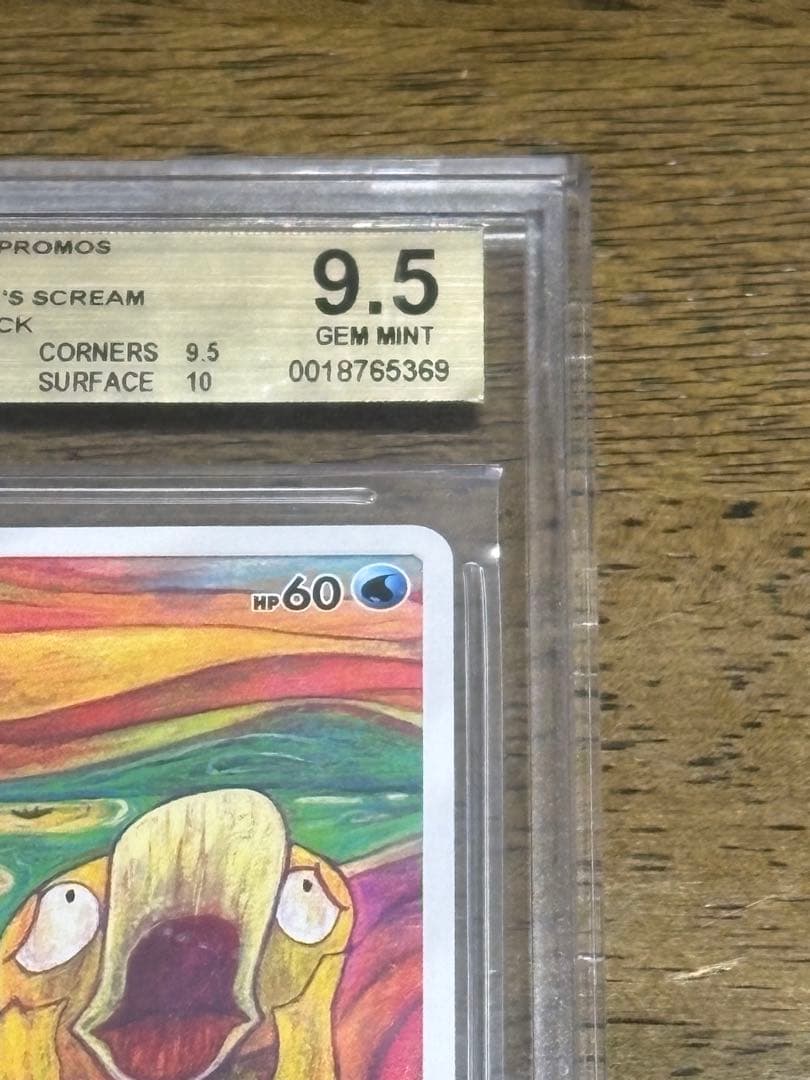 PROMOS
'S SCREAM
CK
CORNERS 9.5
SURFACE 10
9.5
GEM MINT
0018765369
HP60